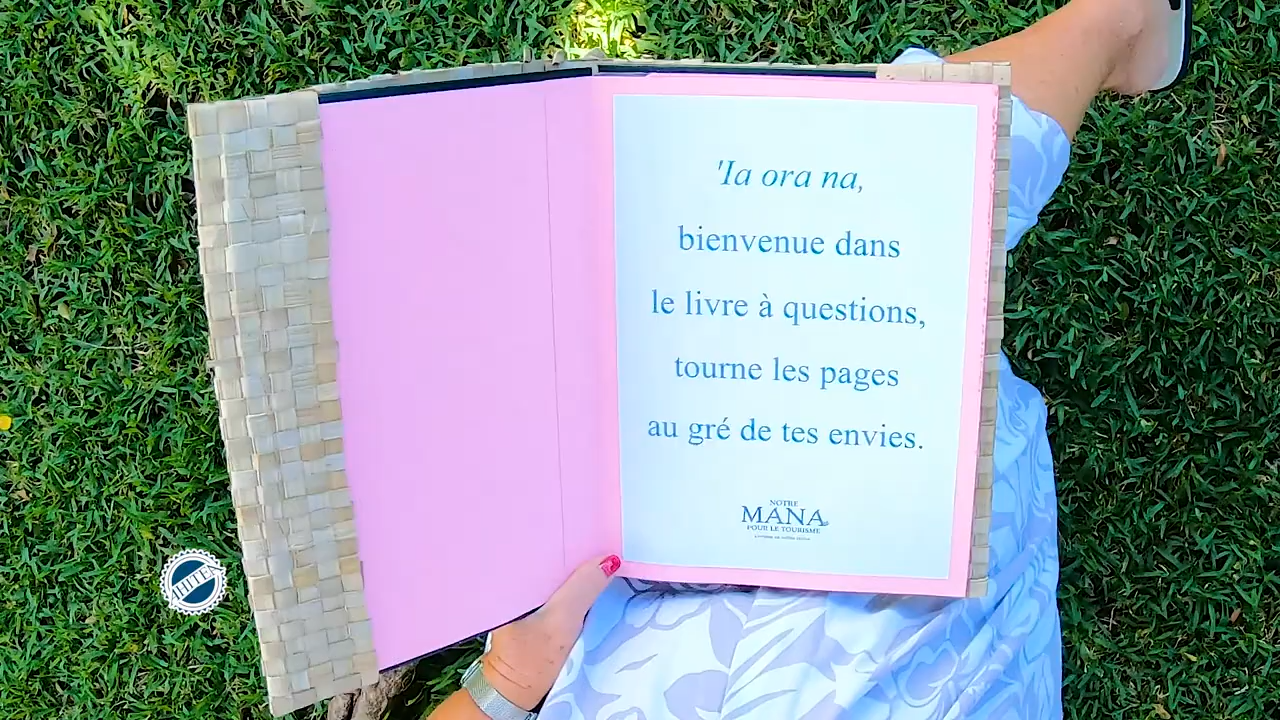 'Ia ora na,
bienvenue dans
le livre à questions,
tourne les pages
au gré de tes envies.
NOTRE
MANA
POUR LE TOURISME